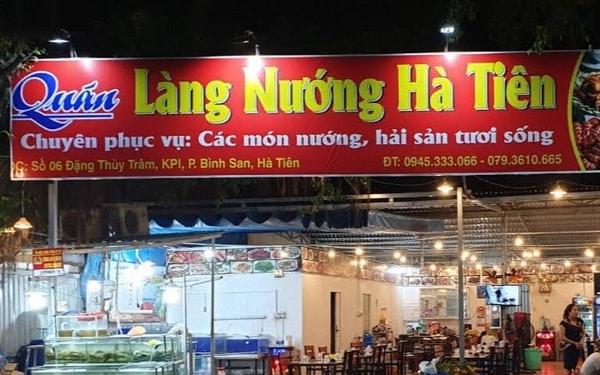 Quán Làng Nướng Hà Tiên
Chuyên phục vụ: Các món nướng, hải sản tươi sống
C: Số 06 Đặng Thùy Trâm, KPI, P. Bình San, Hà Tiên ĐT: 0945.333.066 - 079.3610.665